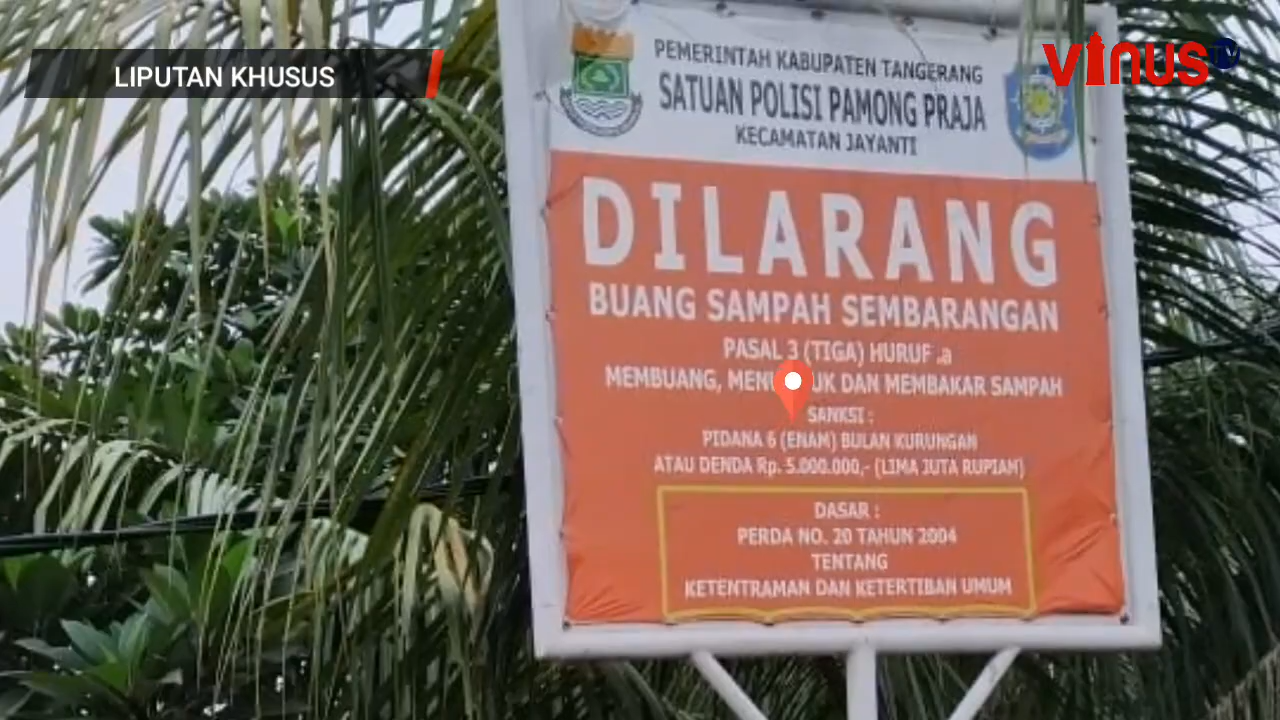 LIPUTAN KHUSUS
VINUS TV
PEMERINTAH KABUPATEN TANGERANG
SATUAN POLISI PAMONG PRAJA
KECAMATAN JAYANTI
DILARANG
BUANG SAMPAH SEMBARANGAN
PASAL 3 (TIGA) HURUF .a
MEMBUANG, DAN MEMBAKAR SAMPAH
SANKSI :
PIDANA 6 (ENAM) BULAN KURUNGAN
ATAU DENDA Rp. 5.000.000,- (LIMA JUTA RUPIAH)
DASAR :
PERDA NO. 20 TAHUN 2004
TENTANG
KETENTRAMAN DAN KETERTIBAN UMUM